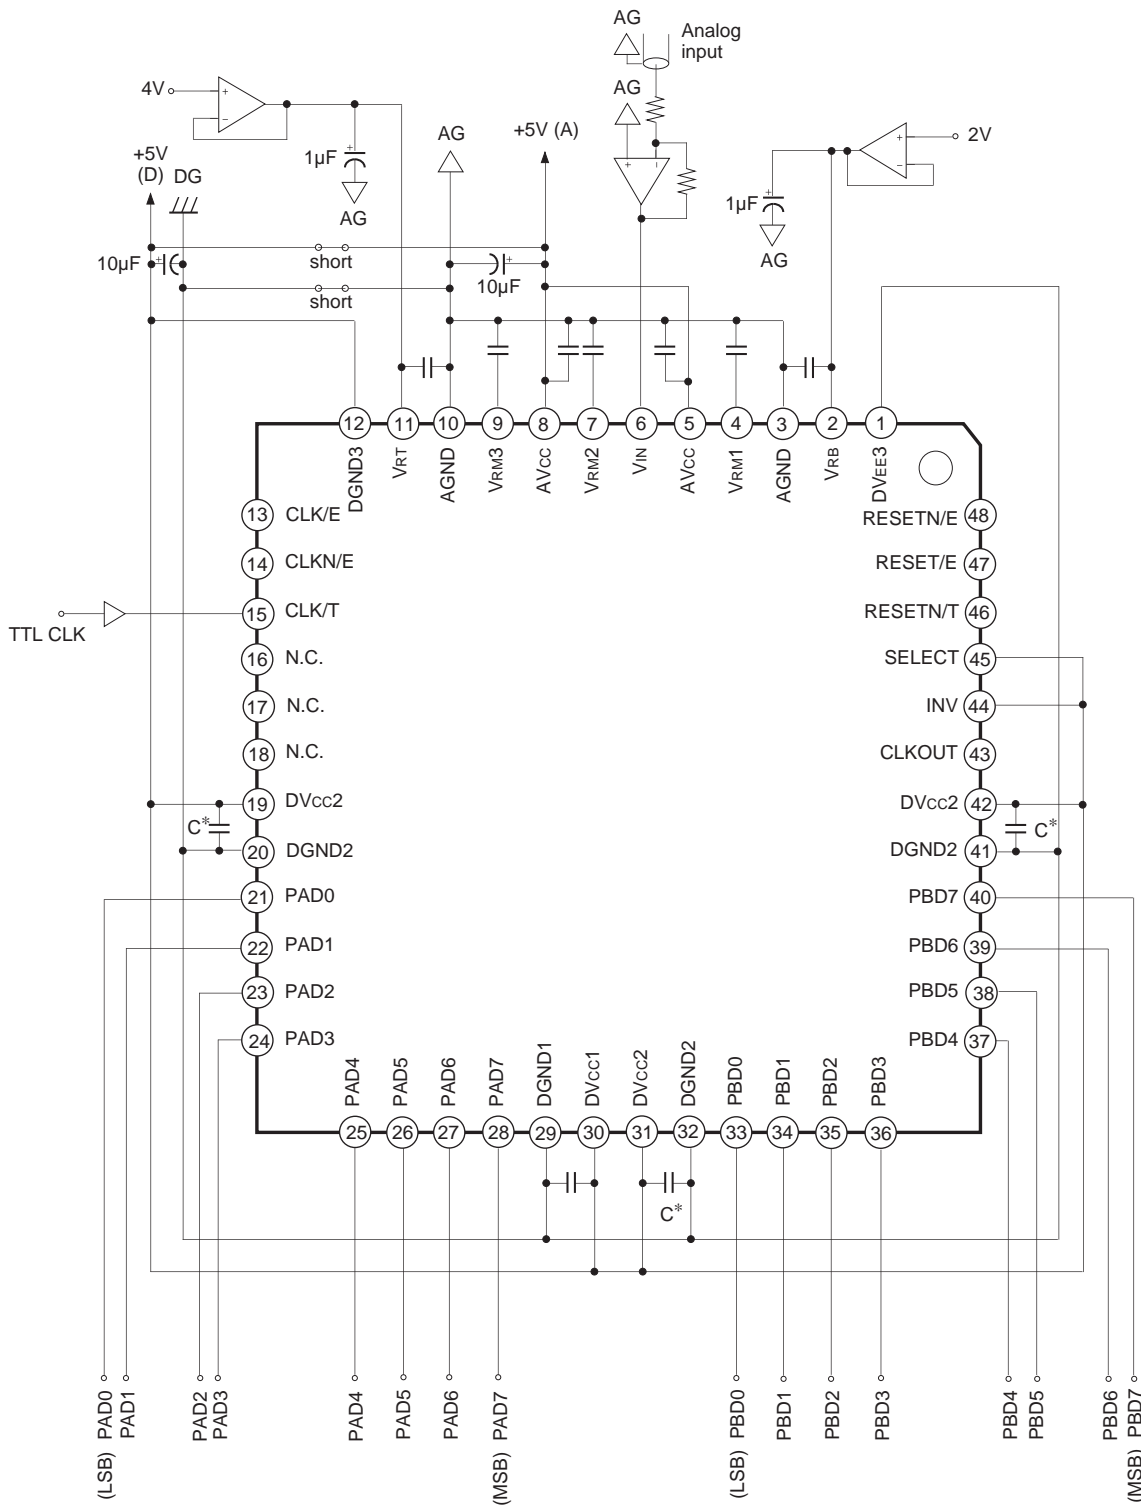 AG
Analog
input
4V
AG
AG
+5V (A)
2V
+5V
(D)
DG
1µF
AG
1µF
AG
10µF
short
10µF
short
12
11
10
9
8
7
6
5
4
3
2
1
DGND3
VRT
AGND
VRM3
AVCC
VRM2
VIN
AVCC
VRM1
AGND
VRB
DVEE3
13 CLK/E
14 CLKN/E
TTL CLK
15 CLK/T
16 N.C.
17 N.C.
18 N.C.
19 DVCC2
C*
20 DGND2
21 PAD0
22 PAD1
23 PAD2
24 PAD3
RESETN/E 48
RESET/E 47
RESETN/T 46
SELECT 45
INV 44
CLKOUT 43
DVCC2 42
C*
DGND2 41
PBD7 40
PBD6 39
PBD5 38
PBD4 37
PAD4
PAD5
PAD6
PAD7
DGND1
DVCC1
DVCC2
DGND2
PBD0
PBD1
PBD2
PBD3
25
26
27
28
29
30
31
32
33
34
35
36
C*
(LSB) PAD0
PAD1
PAD2
PAD3
PAD4
PAD5
PAD6
(MSB) PAD7
(LSB) PBD0
PBD1
PBD2
PBD3
PBD4
PBD5
PBD6
(MSB) PBD7